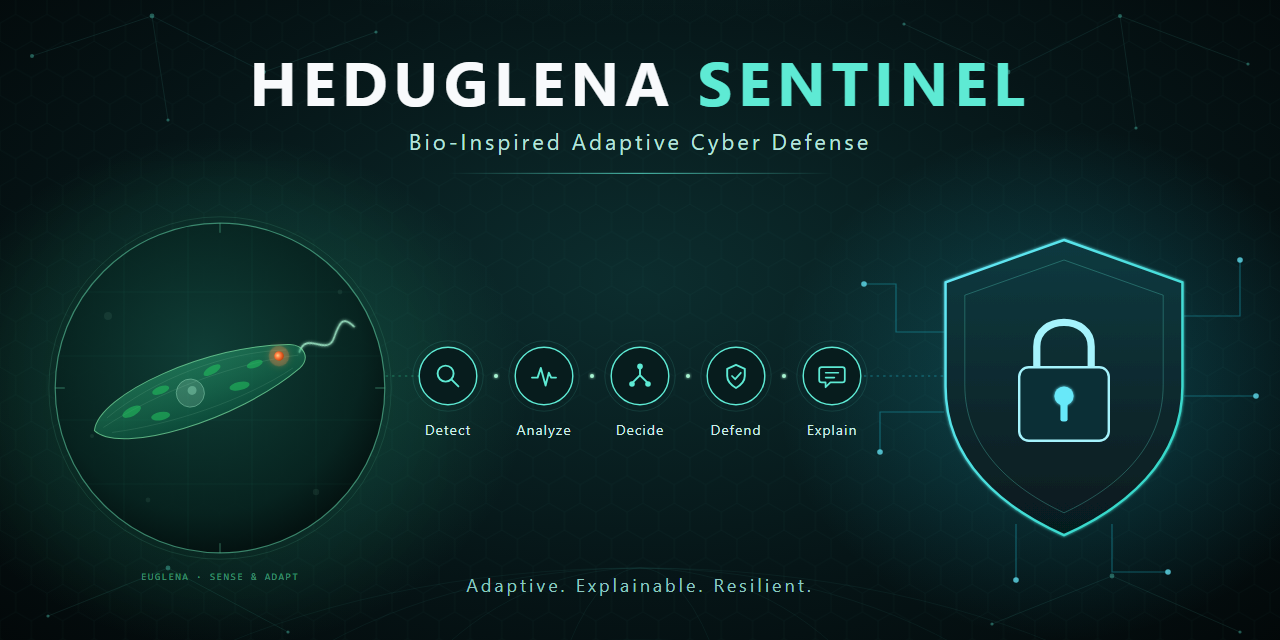 HEDUGLENA SENTINEL
Bio-Inspired Adaptive Cyber Defense
Detect
Analyze
Decide
Defend
Explain
EUGLENA · SENSE & ADAPT
Adaptive. Explainable. Resilient.